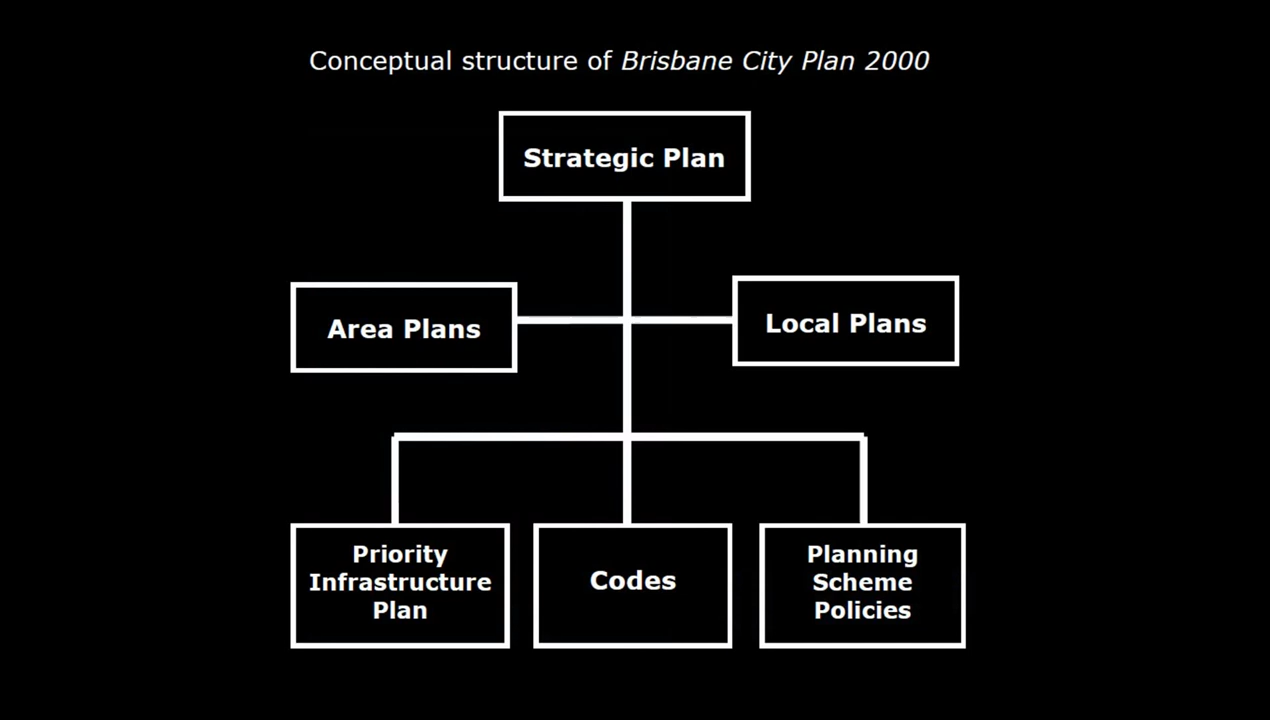 Conceptual structure of Brisbane City Plan 2000
Strategic Plan
Area Plans
Local Plans
Priority
Infrastructure
Plan
Codes
Planning
Scheme
Policies